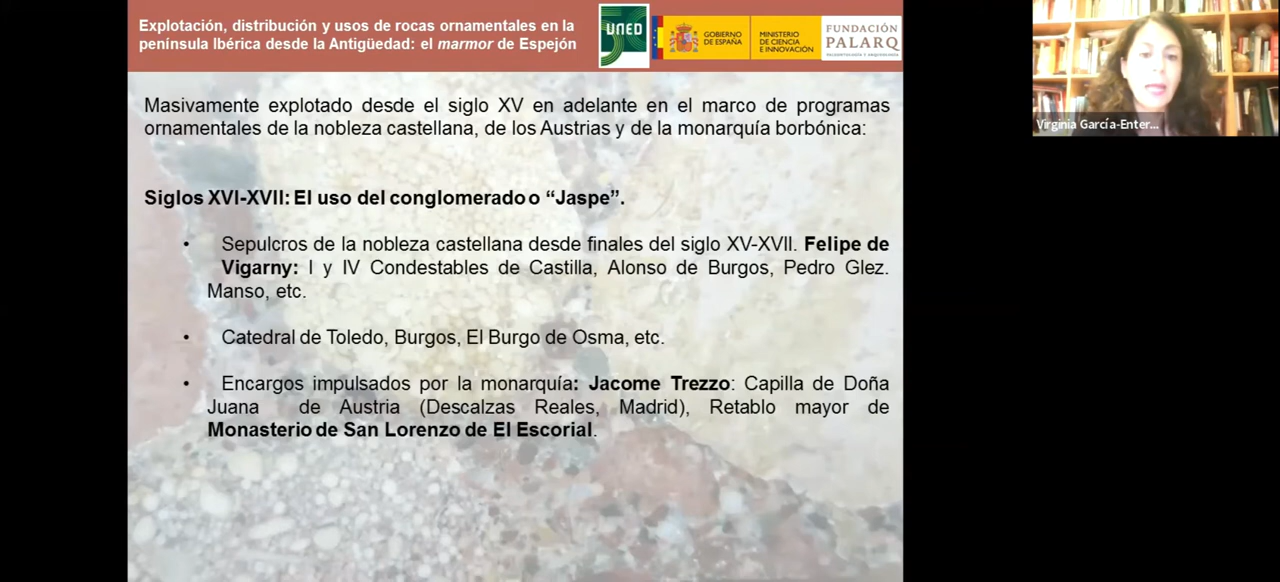 Explotación, distribución y usos de rocas ornamentales en la
península Ibérica desde la Antigüedad: el marmor de Espejón
UNED
GOBIERNO
DE ESPAÑA
MINISTERIO
DE CIENCIA
E INNOVACIÓN
FUNDACIÓN
PALARQ
PALEONTOLOGÍA Y ARQUEOLOGÍA
Virginia García-Enter...
Masivamente explotado desde el siglo XV en adelante en el marco de programas
ornamentales de la nobleza castellana, de los Austrias y de la monarquía borbónica:
Siglos XVI-XVII: El uso del conglomerado o “Jaspe”.
• Sepulcros de la nobleza castellana desde finales del siglo XV-XVII. Felipe de
Vigarny: I y IV Condestables de Castilla, Alonso de Burgos, Pedro Glez.
Manso, etc.
• Catedral de Toledo, Burgos, El Burgo de Osma, etc.
• Encargos impulsados por la monarquía: Jacome Trezzo: Capilla de Doña
Juana de Austria (Descalzas Reales, Madrid), Retablo mayor de
Monasterio de San Lorenzo de El Escorial.